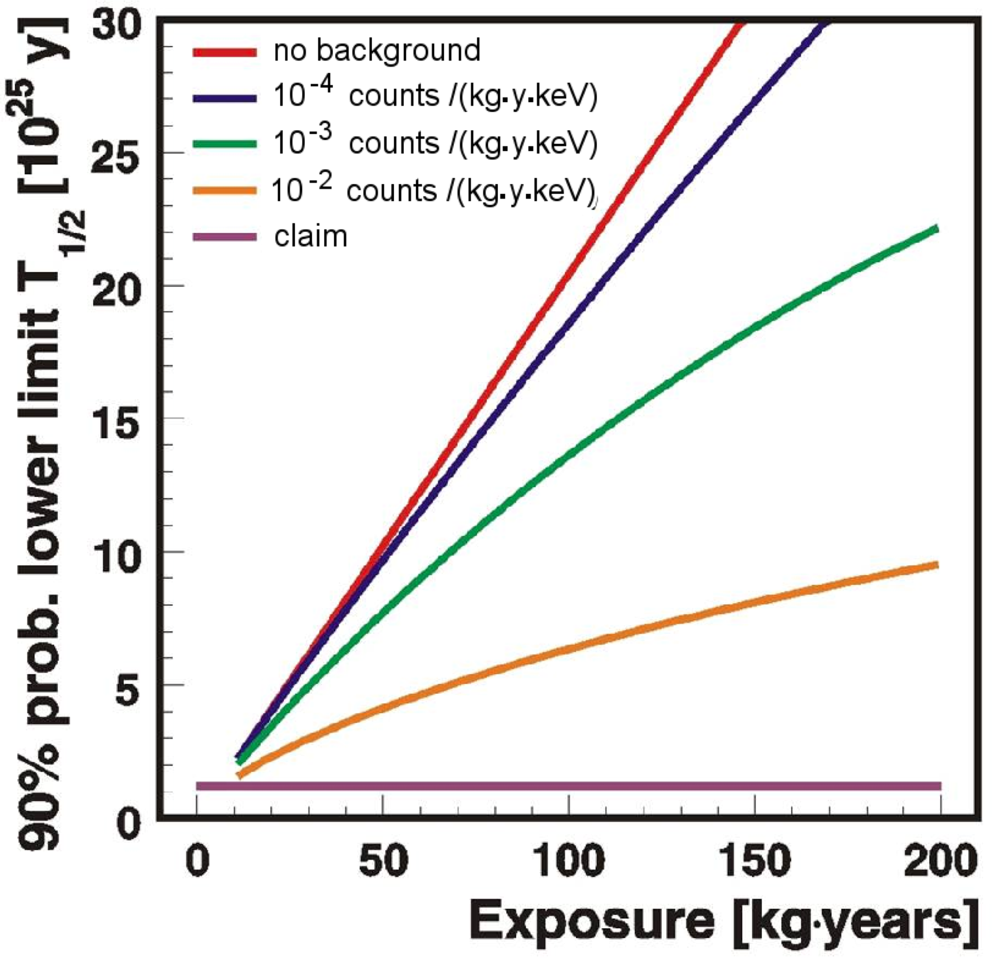 90% prob. lower limit T 1/2 [10^25 y]
30
25
20
15
10
5
0
no background
10^-4 counts /(kg·y·keV)
10^-3 counts /(kg·y·keV)
10^-2 counts /(kg·y·keV)
claim
0 50 100 150 200
Exposure [kg·years]